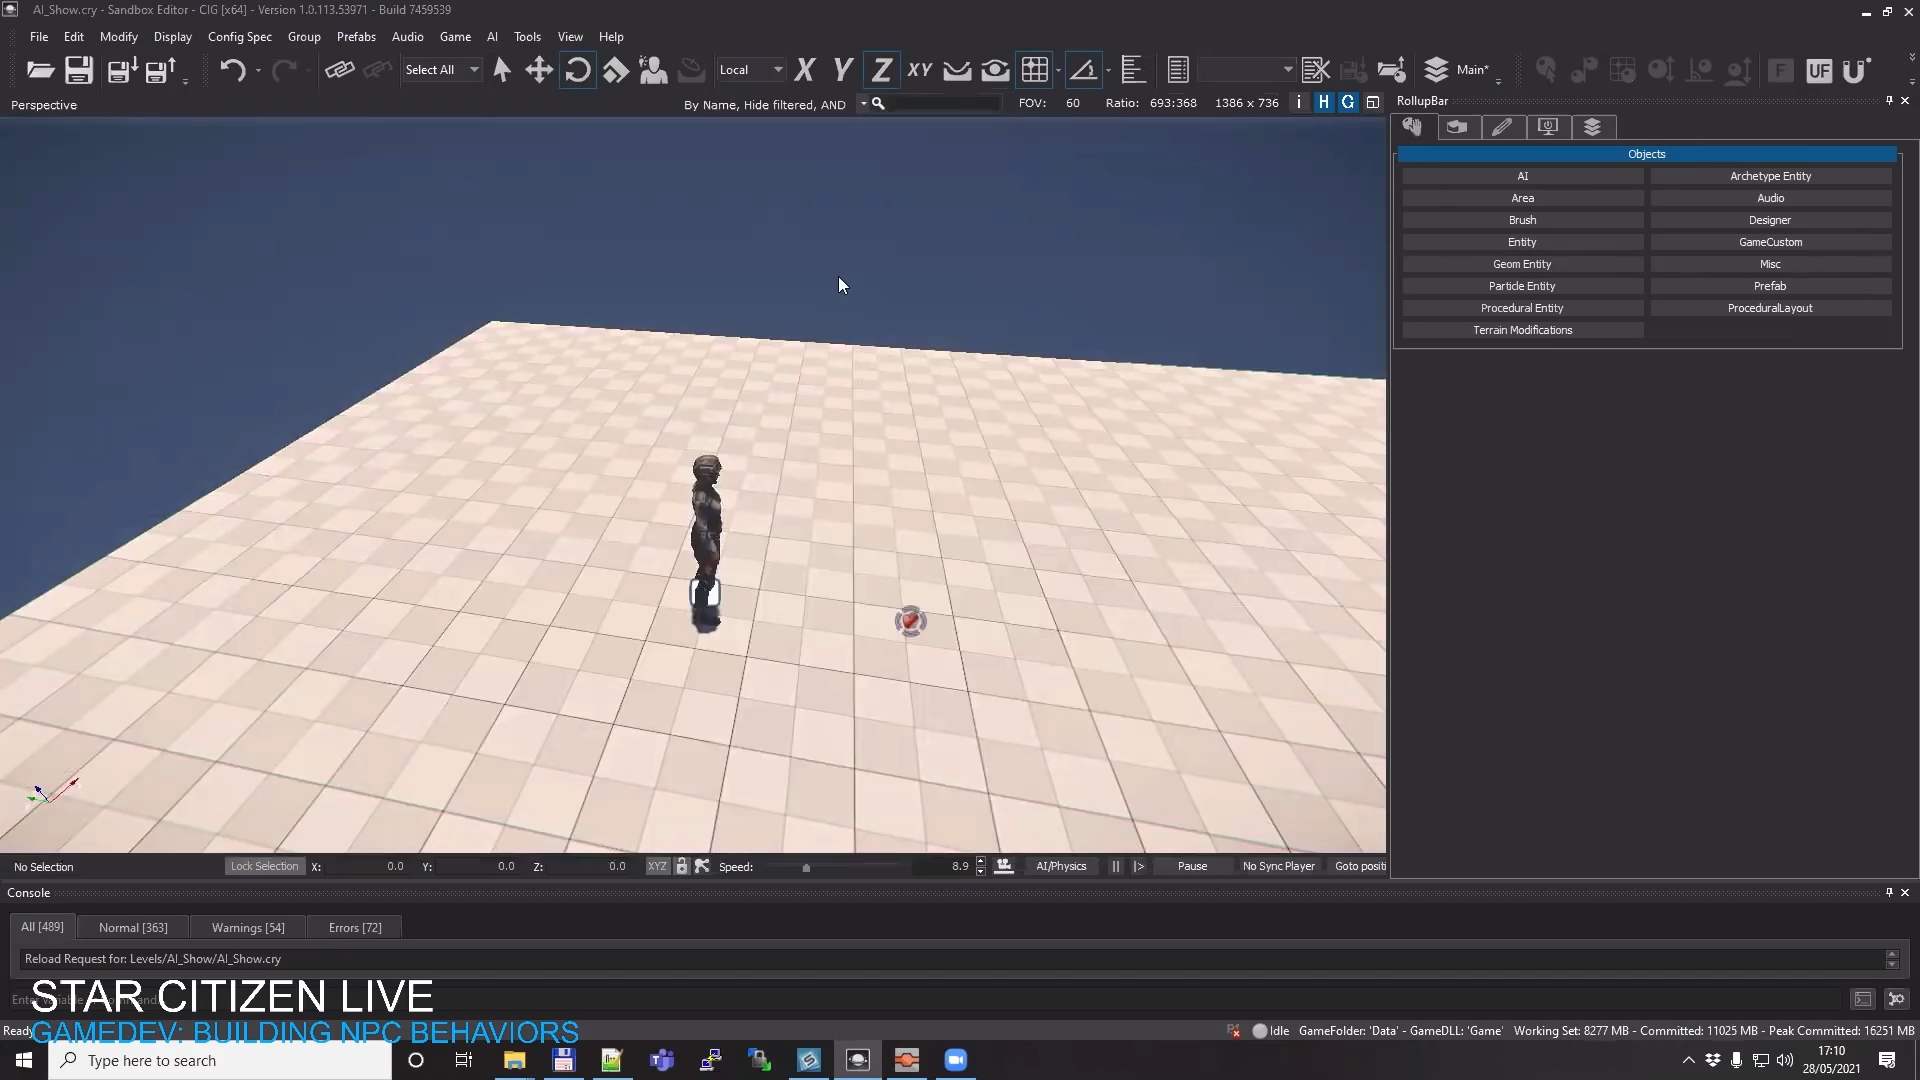 AI_Show.cry - Sandbox Editor - CIG [x64] - Version 1.0.113.53971 - Build 7459539
File Edit Modify Display Config Spec Group Prefabs Audio Game AI Tools View Help
Select All Local X Y Z XY Main* F UF
Perspective By Name, Hide filtered, AND FOV: 60 Ratio: 693:368 1386 x 736 i H G
RollupBar
Objects
AI Archetype Entity
Area Audio
Brush Designer
Entity GameCustom
Geom Entity Misc
Particle Entity Prefab
Procedural Entity ProceduralLayout
Terrain Modifications
No Selection Lock Selection X: 0.0 Y: 0.0 Z: 0.0 XYZ Speed: 8.9 AI/Physics Pause No Sync Player Goto positi
Console
All [489] Normal [363] Warnings [54] Errors [72]
Reload Request for: Levels/AI_Show/AI_Show.cry
STAR CITIZEN LIVE
GAMEDEV: BUILDING NPC BEHAVIORS
Ready Idle GameFolder: 'Data' - GameDLL: 'Game' Working Set: 8277 MB - Committed: 11025 MB - Peak Committed: 16251 MB
Type here to search
17:10
28/05/2021